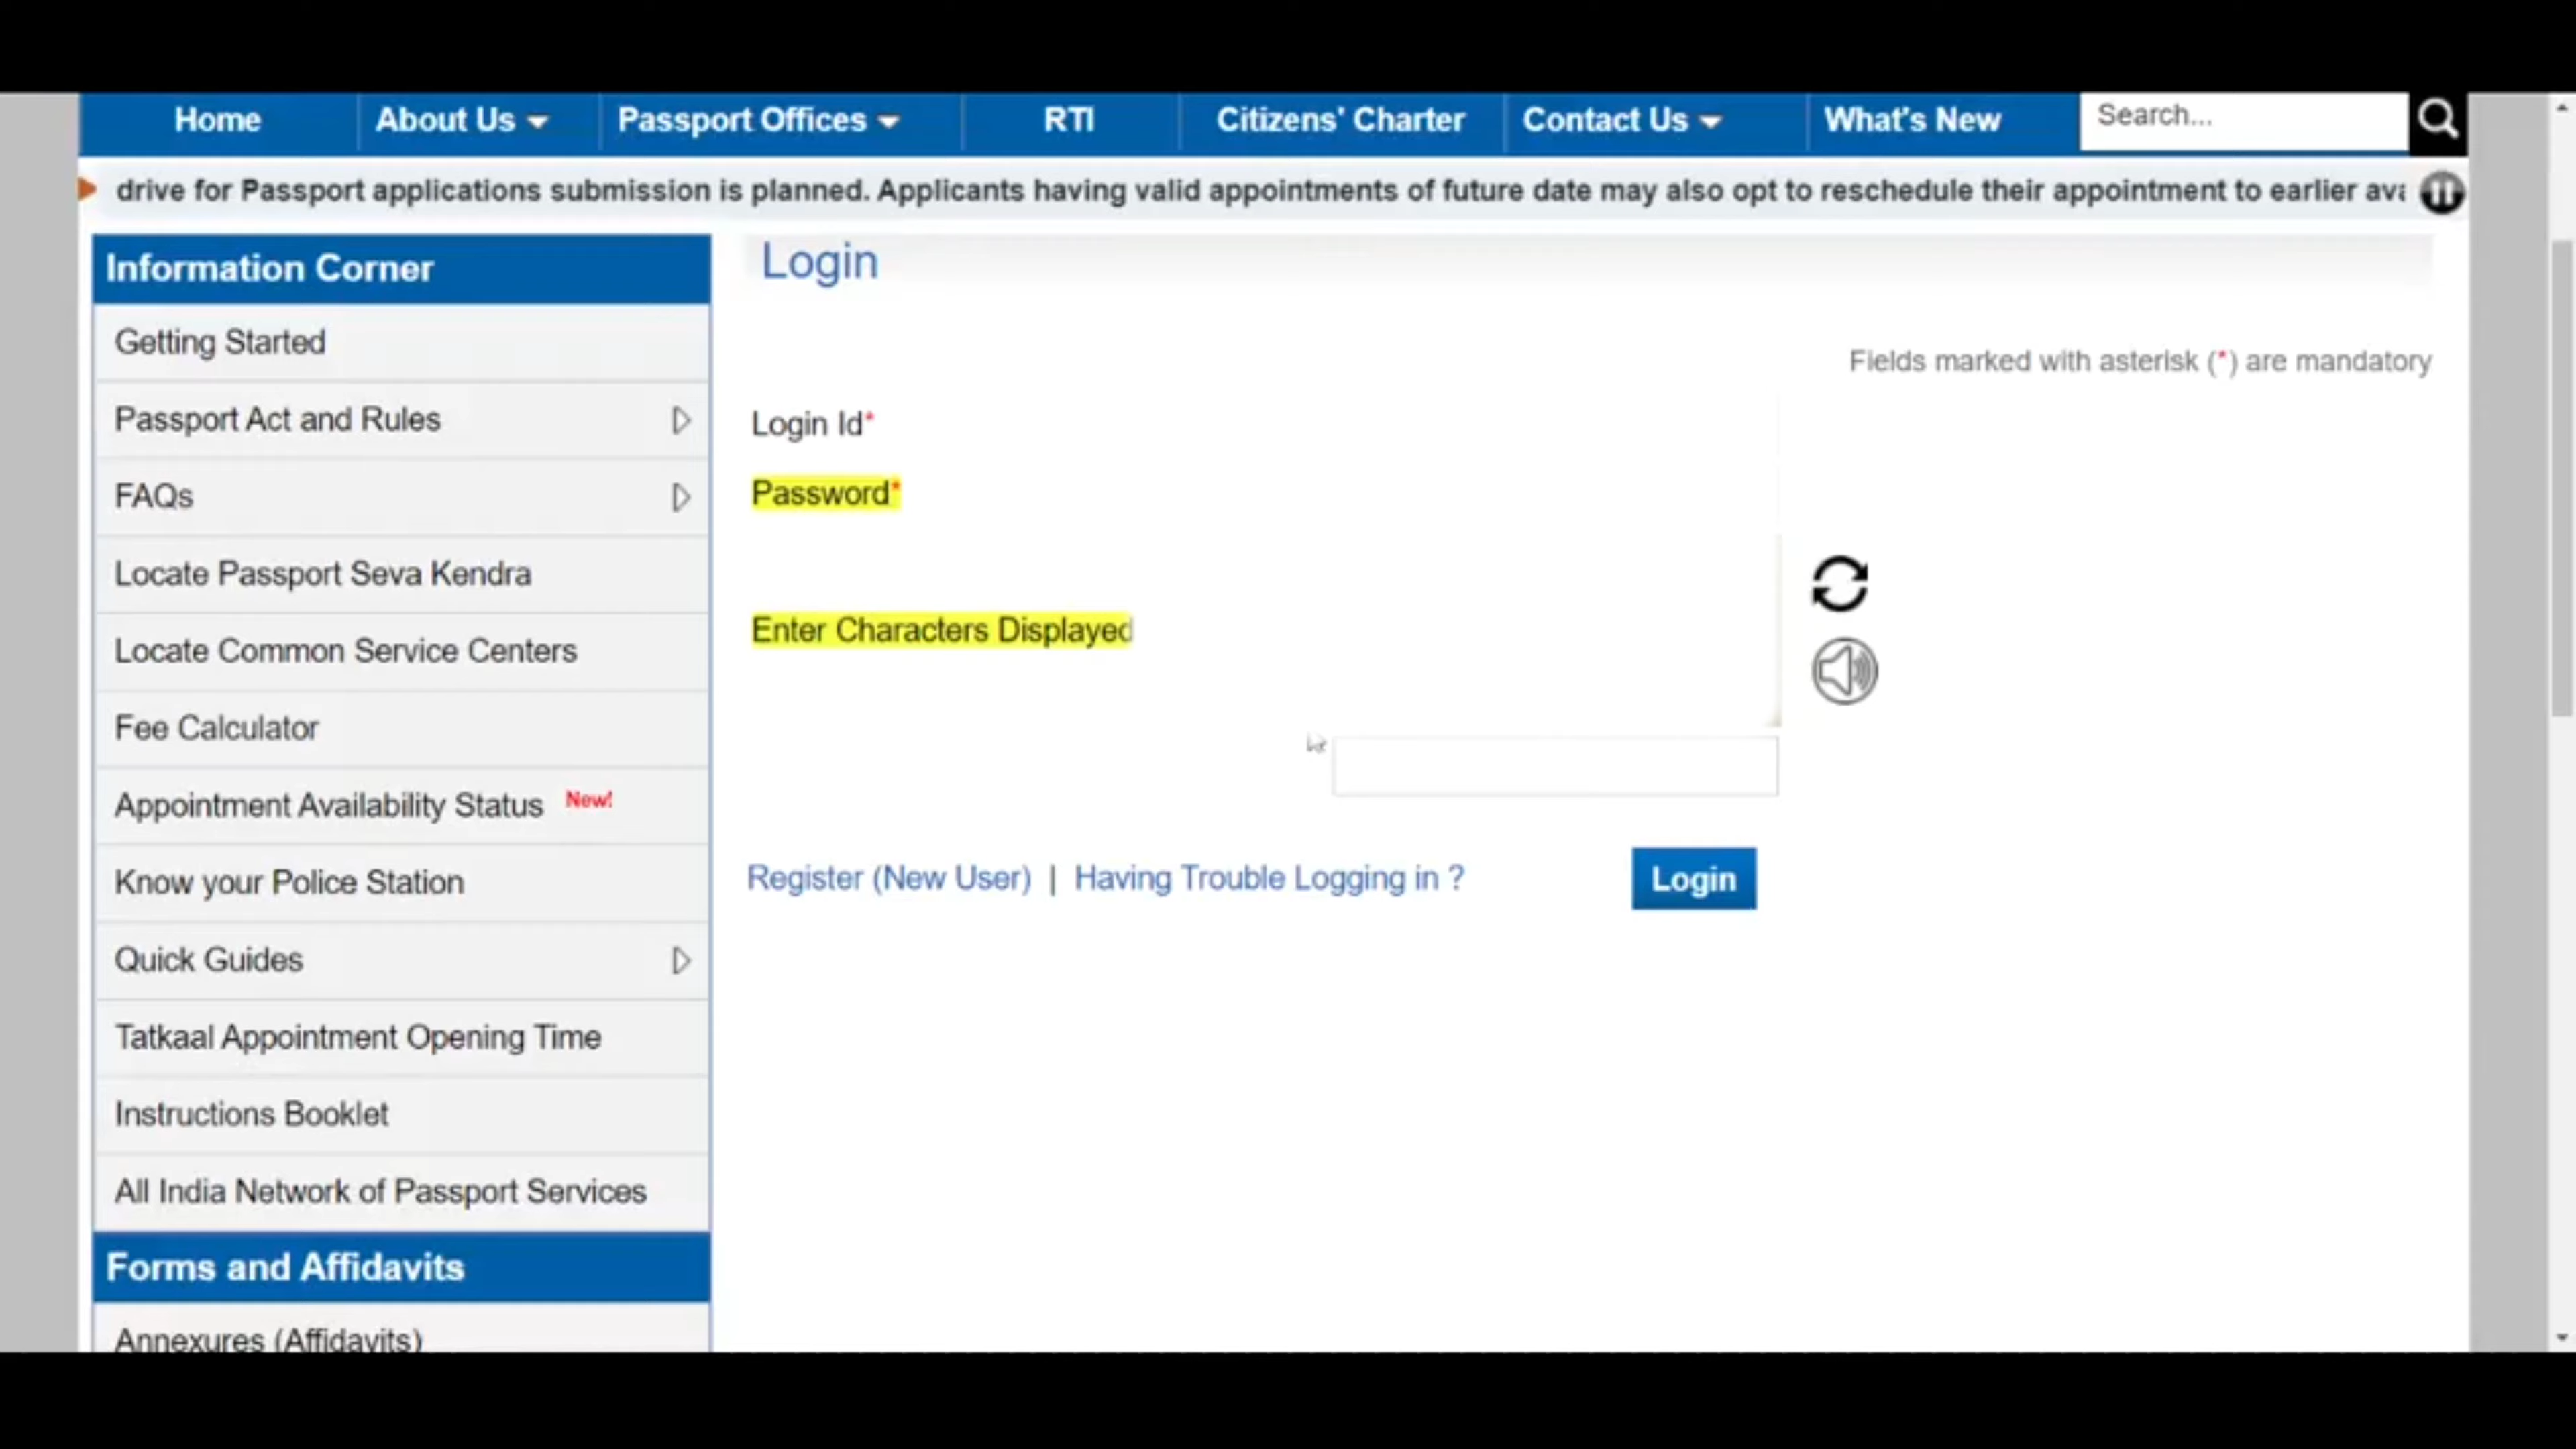 Home
About Us
Passport Offices
RTI
Citizens' Charter
Contact Us
What's New
Search...
drive for Passport applications submission is planned. Applicants having valid appointments of future date may also opt to reschedule their appointment to earlier
Information Corner
Getting Started
Passport Act and Rules
FAQs
Locate Passport Seva Kendra
Locate Common Service Centers
Fee Calculator
Appointment Availability Status New!
Know your Police Station
Quick Guides
Tatkaal Appointment Opening Time
Instructions Booklet
All India Network of Passport Services
Forms and Affidavits
Annexures (Affidavits)
Login
Fields marked with asterisk (*) are mandatory
Login Id*
Password*
Enter Characters Displayed
Register (New User) | Having Trouble Logging in ?
Login